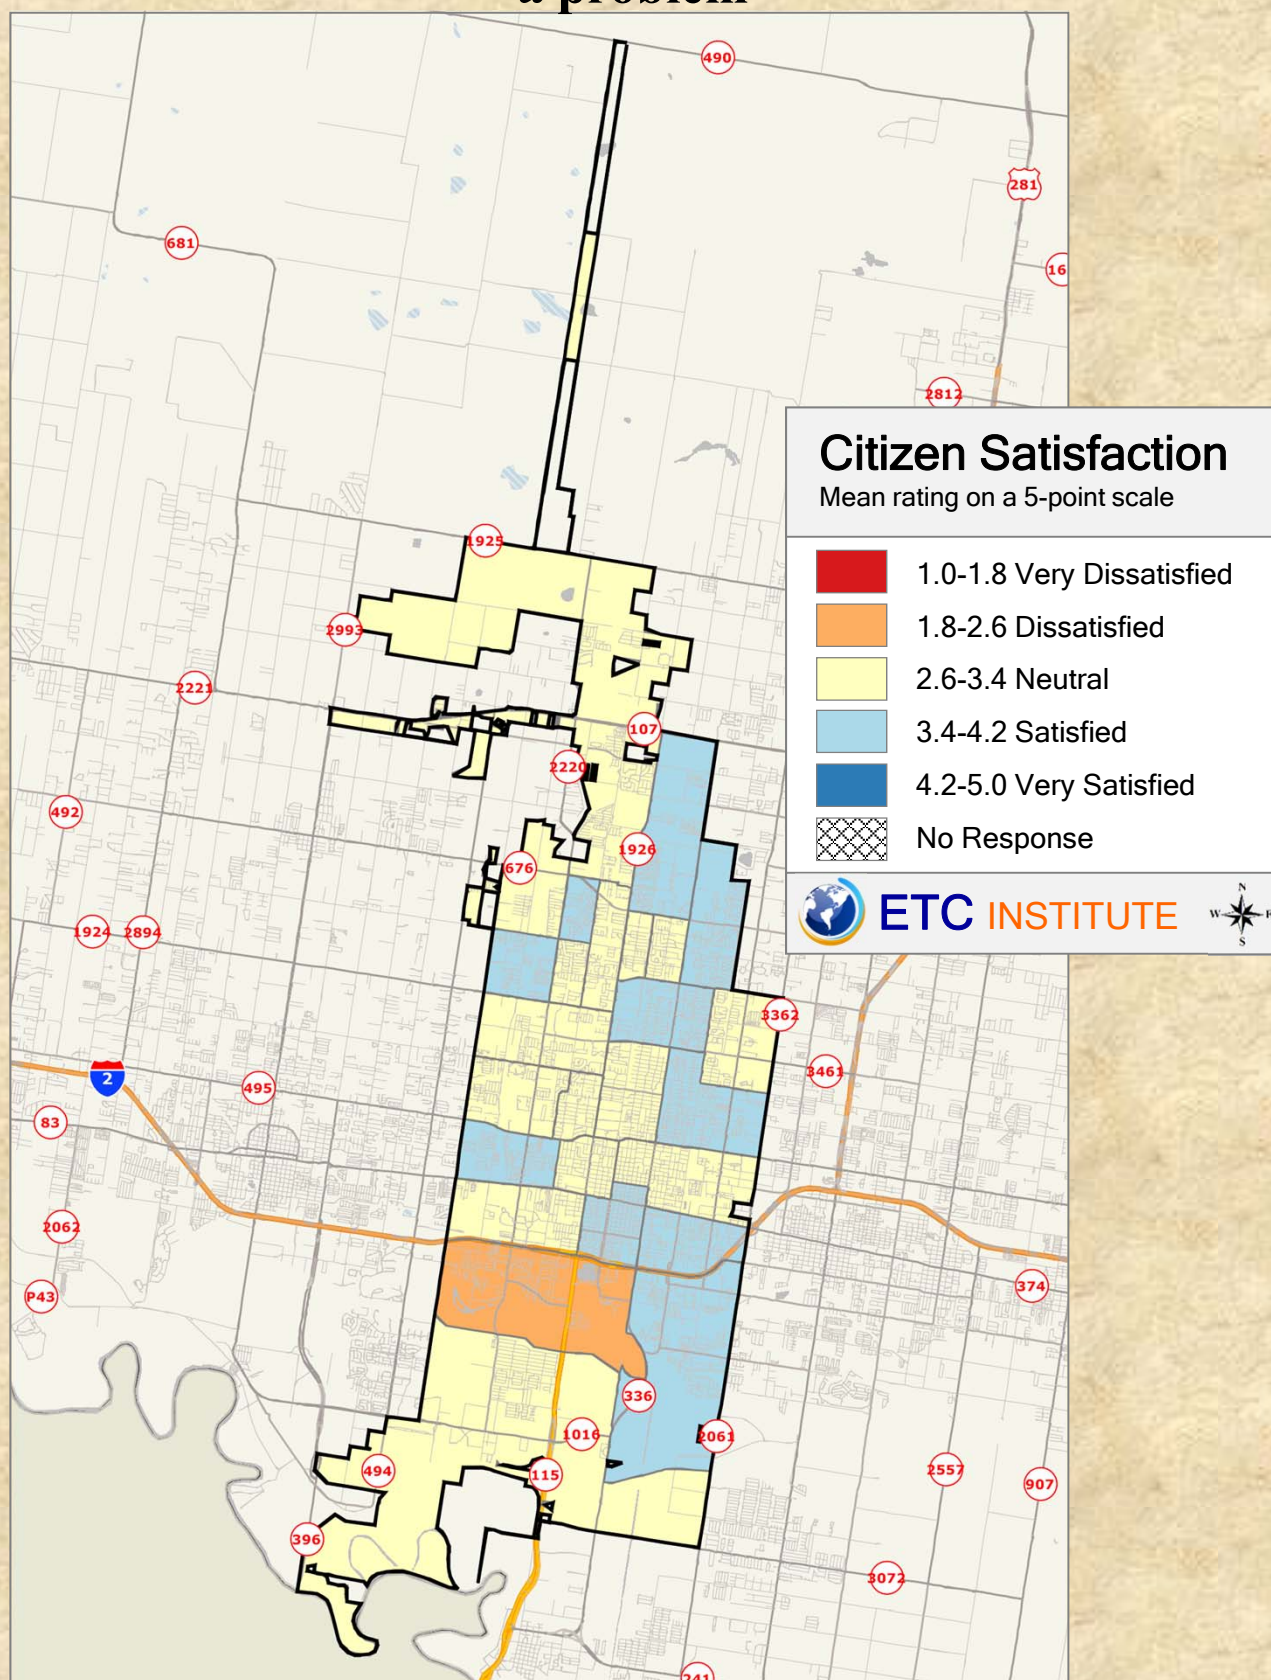 a problem
490
281
681
16
2812
Citizen Satisfaction
Mean rating on a 5-point scale
1.0-1.8 Very Dissatisfied
1.8-2.6 Dissatisfied
2.6-3.4 Neutral
3.4-4.2 Satisfied
4.2-5.0 Very Satisfied
No Response
ETC INSTITUTE
N
W E
S
1925
2993
2221
107
2220
492
1926
676
1924 2894
3362
2
3461
495
83
2062
P43
374
336
1016
2061
494
115
2557
907
396
3072
241